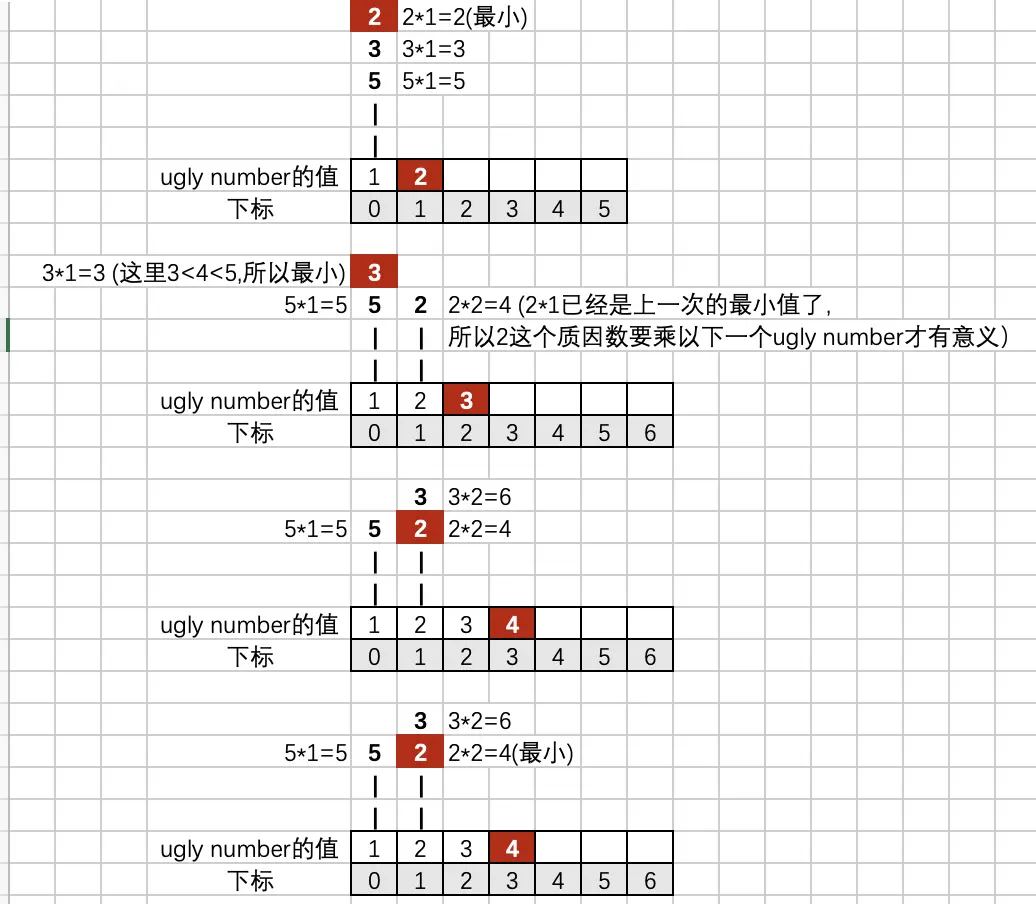 2 2*1=2(最小)
3 3*1=3
5 5*1=5
ugly number的值 1 2
下标 0 1 2 3 4 5
3*1=3 (这里3<4<5,所以最小) 3
5*1=5 5 2 2*2=4 (2*1已经是上一次的最小值了,
所以2这个质因数要乘以下一个ugly number才有意义）
ugly number的值 1 2 3
下标 0 1 2 3 4 5 6
3 3*2=6
5*1=5 5 2 2*2=4
ugly number的值 1 2 3 4
下标 0 1 2 3 4 5 6
3 3*2=6
5*1=5 5 2 2*2=4(最小)
ugly number的值 1 2 3 4
下标 0 1 2 3 4 5 6